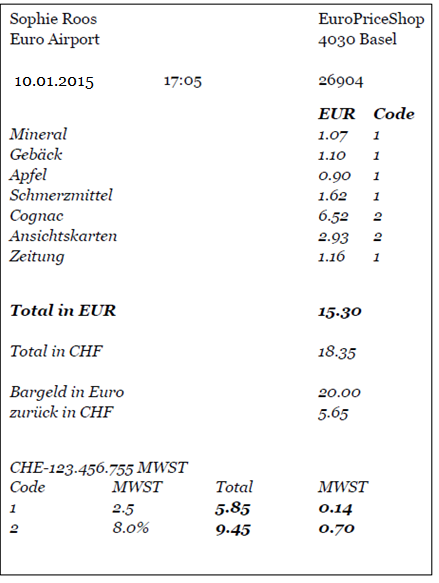 Sophie Roos EuroPriceShop
Euro Airport 4030 Basel
10.01.2015 17:05 26904
EUR Code
Mineral 1.07 1
Gebäck 1.10 1
Apfel 0.90 1
Schmerzmittel 1.62 1
Cognac 6.52 2
Ansichtskarten 2.93 2
Zeitung 1.16 1
Total in EUR 15.30
Total in CHF 18.35
Bargeld in Euro 20.00
zurück in CHF 5.65
CHE-123.456.755 MWST
Code MWST Total MWST
1 2.5 5.85 0.14
2 8.0% 9.45 0.70